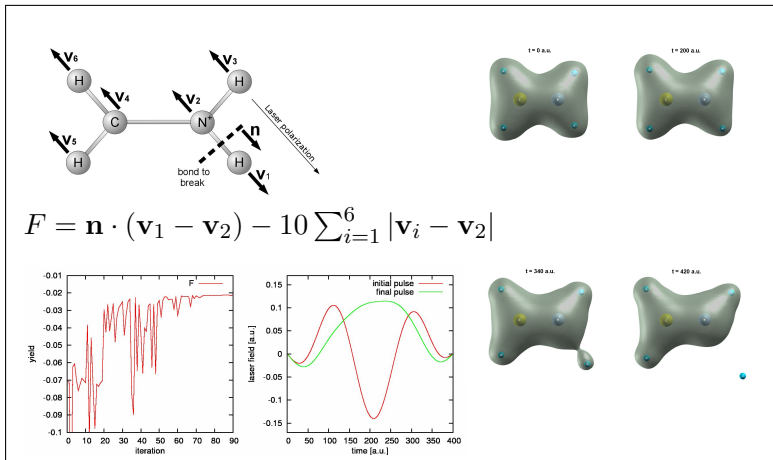 v6
v3
H
H
v4
v2
C
N+
n
Laser polarization
v5
H
H
bond to
break
v1
t = 0 a.u.
t = 200 a.u.
F = n · (v1 − v2) − 10 ∑_{i=1}^{6} |vi − v2|
F
-0.01
-0.02
-0.03
-0.04
-0.05
-0.06
-0.07
-0.08
-0.09
-0.1
yield
0 10 20 30 40 50 60 70 80 90
iteration
initial pulse
final pulse
0.1
0.05
0
-0.05
-0.1
-0.15
laser field [a.u.]
0 50 100 150 200 250 300 350 400
time [a.u.]
t = 340 a.u.
t = 420 a.u.